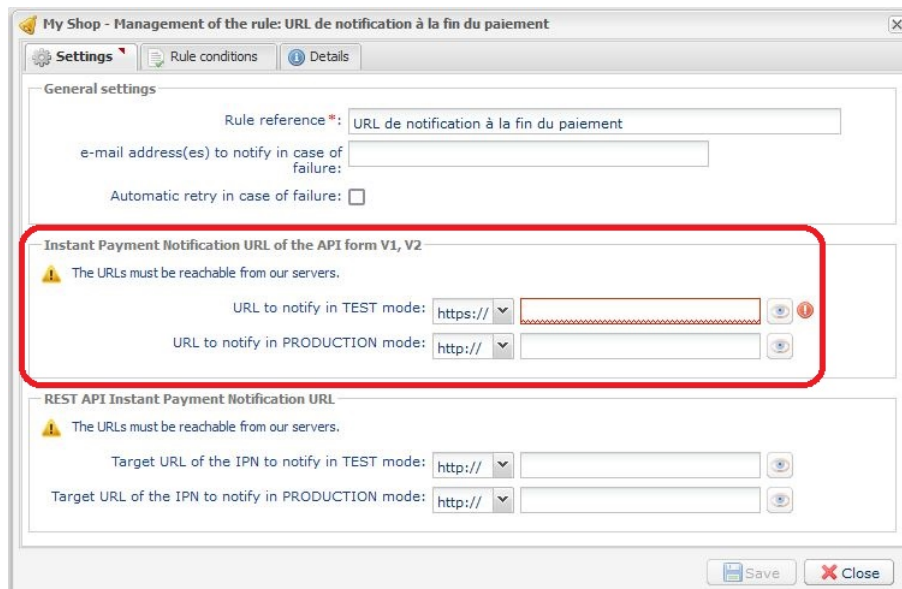 My Shop - Management of the rule: URL de notification à la fin du paiement
Settings Rule conditions Details
General settings
Rule reference *: URL de notification à la fin du paiement
e-mail address(es) to notify in case of
failure:
Automatic retry in case of failure:
Instant Payment Notification URL of the API form V1, V2
The URLs must be reachable from our servers.
URL to notify in TEST mode: https://
URL to notify in PRODUCTION mode: http://
REST API Instant Payment Notification URL
The URLs must be reachable from our servers.
Target URL of the IPN to notify in TEST mode: http://
Target URL of the IPN to notify in PRODUCTION mode: http://
Save Close